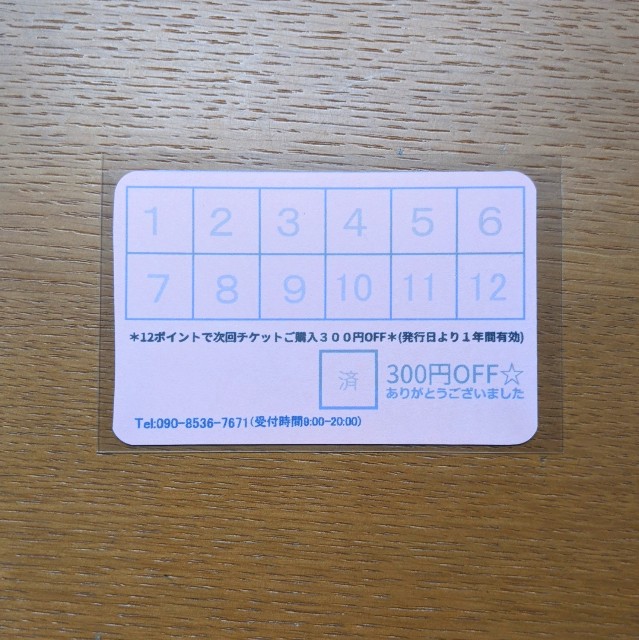 1 2 3 4 5 6
7 8 9 10 11 12
＊12ポイントで次回チケットご購入３００円OFF＊(発行日より１年間有効)
済
300円OFF☆
ありがとうございました
Tel:090-8536-7671(受付時間9:00-20:00)